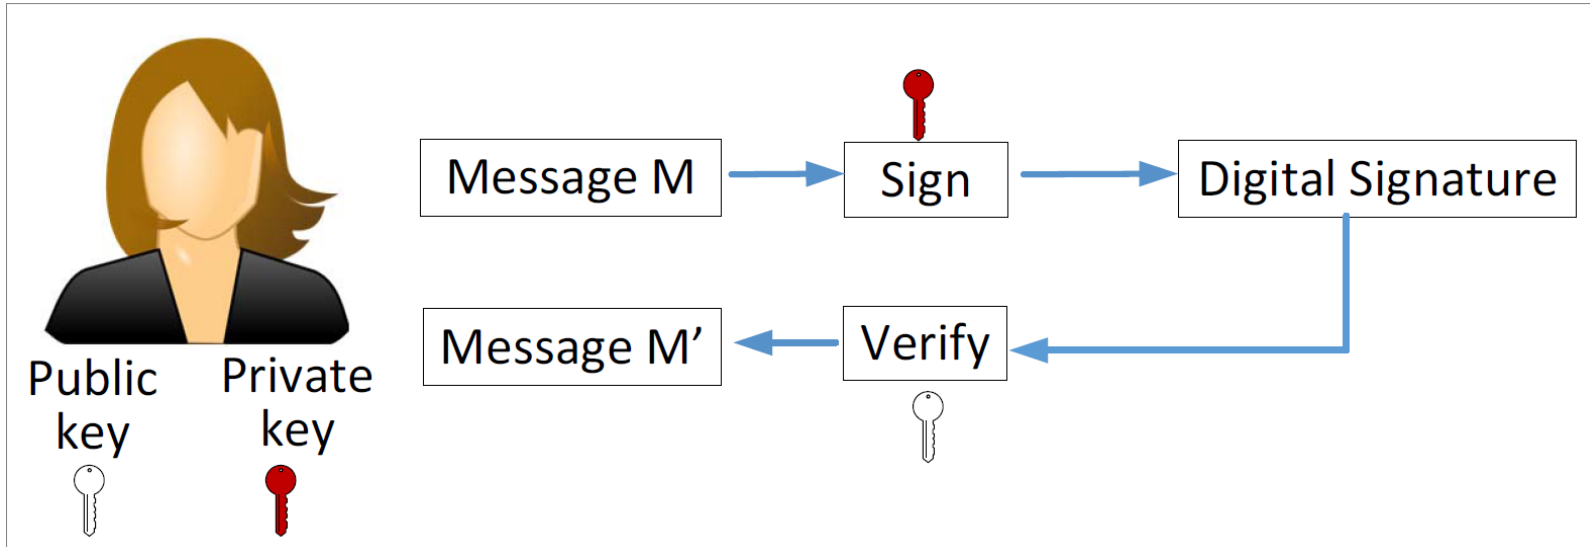 Message M
Sign
Digital Signature
Message M’
Verify
Public
key
Private
key